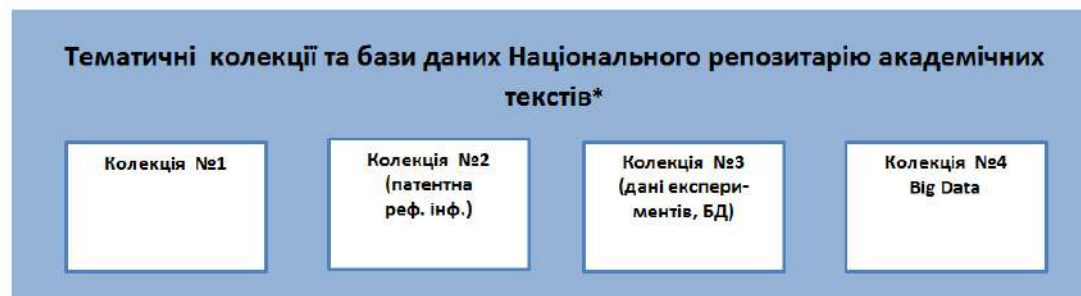 Тематичні колекції та бази даних Національного репозитарію академічних
текстів*
Колекція №1
Колекція №2
(патентна
реф. інф.)
Колекція №3
(дані експери-
ментів, БД)
Колекція №4
Big Data